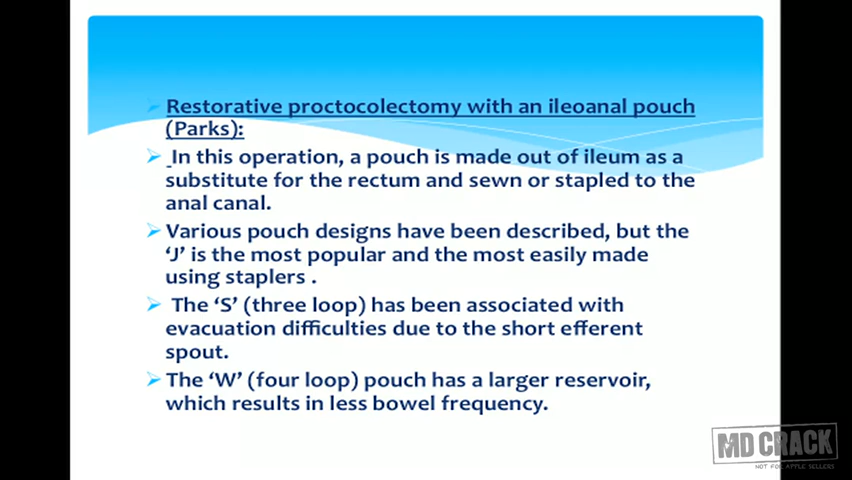 Restorative proctocolectomy with an ileoanal pouch
(Parks):
In this operation, a pouch is made out of ileum as a
substitute for the rectum and sewn or stapled to the
anal canal.
Various pouch designs have been described, but the
‘J’ is the most popular and the most easily made
using staplers .
The ‘S’ (three loop) has been associated with
evacuation difficulties due to the short efferent
spout.
The ‘W’ (four loop) pouch has a larger reservoir,
which results in less bowel frequency.
MD CRACK
NOT FOR APPLE SELLERS